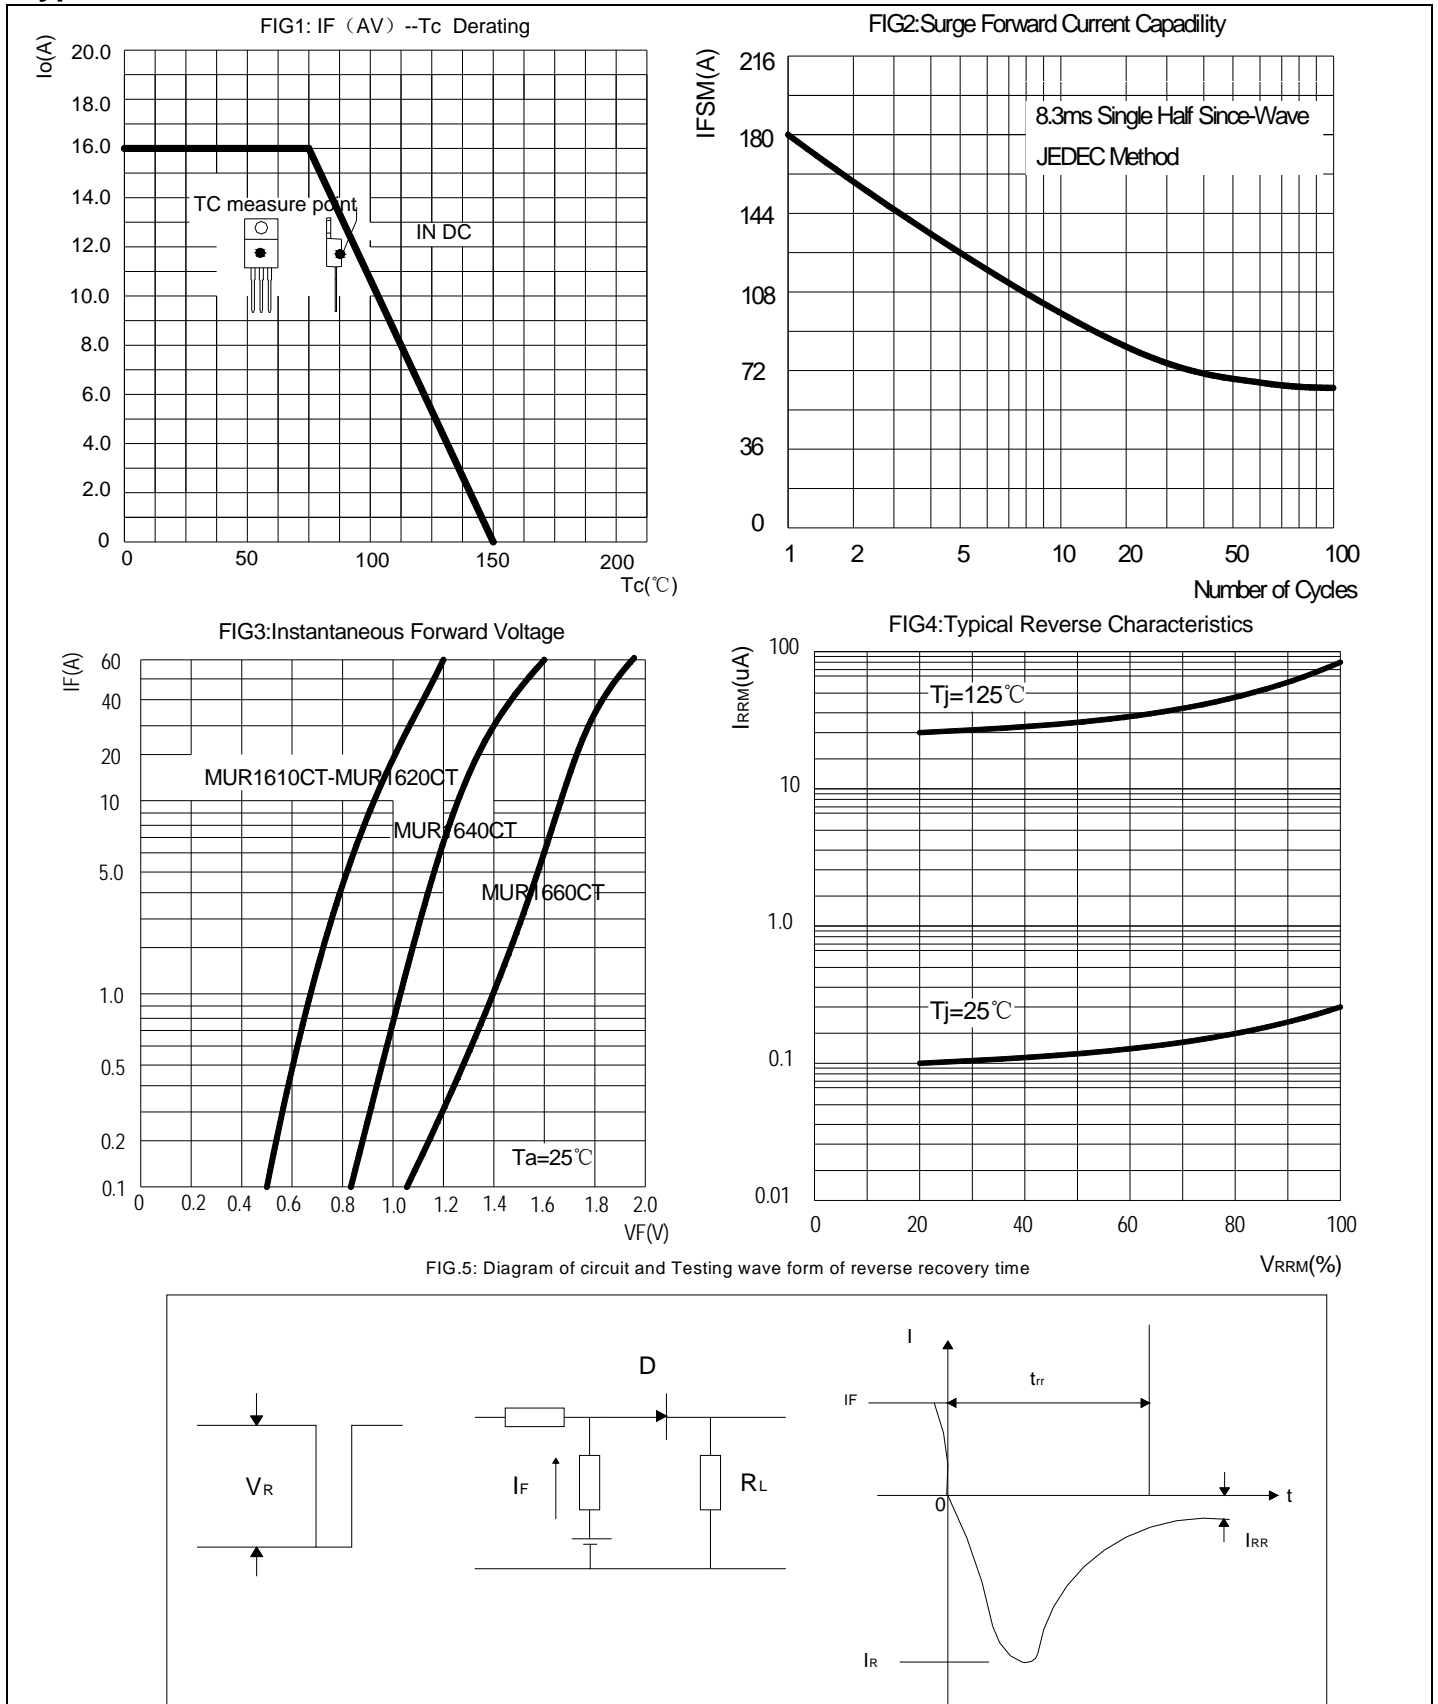 FIG1: IF（AV）--Tc Derating
Io(A)
20.0
18.0
16.0
14.0
12.0
10.0
8.0
6.0
4.0
2.0
0
TC measure point
IN DC
0 50 100 150 200
Tc(℃)
FIG2:Surge Forward Current Capadility
IFSM(A)
216
180
144
108
72
36
0
8.3ms Single Half Since-Wave
JEDEC Method
1 2 5 10 20 50 100
Number of Cycles
FIG3:Instantaneous Forward Voltage
IF(A)
60
40
20
10
5.0
1.0
0.5
0.2
0.1
MUR1610CT-MUR1620CT
MUR1640CT
MUR1660CT
Ta=25℃
0 0.2 0.4 0.6 0.8 1.0 1.2 1.4 1.6 1.8 2.0
VF(V)
FIG4:Typical Reverse Characteristics
IRRM(uA)
100
10
1.0
0.1
0.01
Tj=125℃
Tj=25℃
0 20 40 60 80 100
VRRM(%)
FIG.5: Diagram of circuit and Testing wave form of reverse recovery time
VR
D
IF
RL
I
IF
trr
0
t
IRR
IR